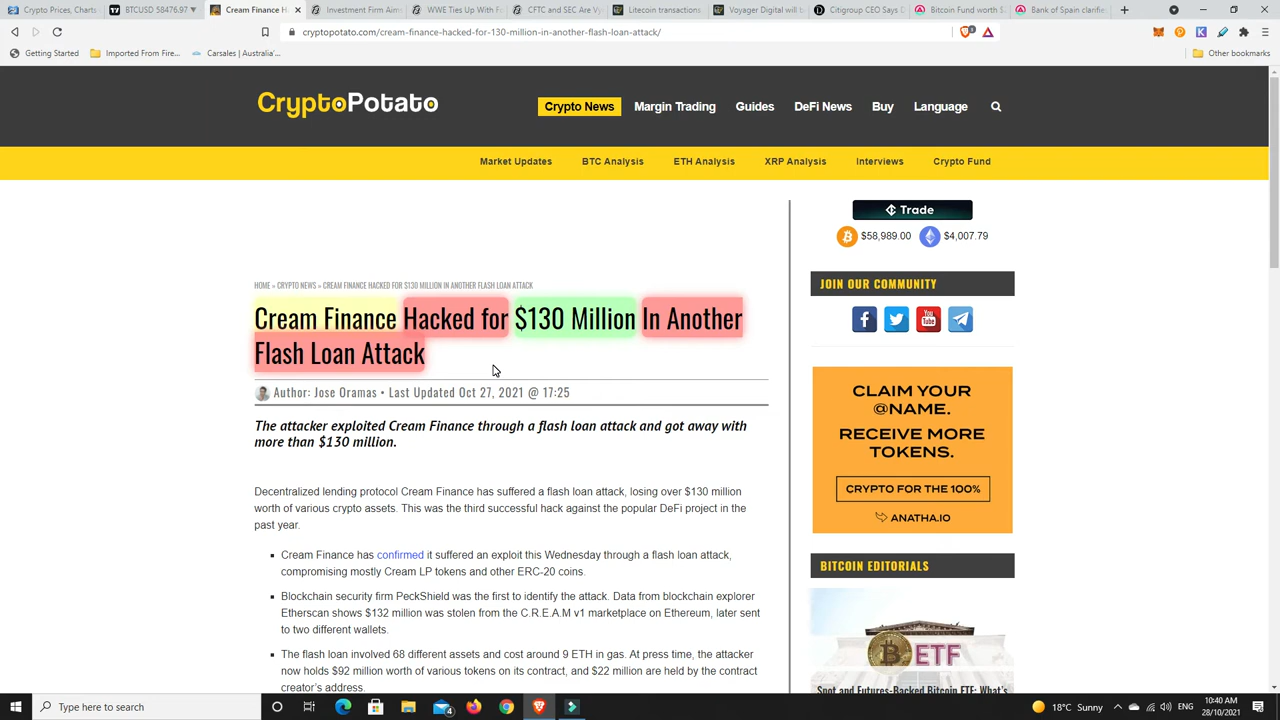 Crypto Prices, Charts
BTCUSD 58476.97 ▼
Cream Finance H
Investment Firm Aims
WWE Ties Up With F
CFTC and SEC Are Vy
Litecoin transactions
Voyager Digital will b
Citigroup CEO Says D
Bitcoin Fund worth $
Bank of Spain clarifie
cryptopotato.com/cream-finance-hacked-for-130-million-in-another-flash-loan-attack/
Getting Started
Imported From Fire...
Carsales | Australia'...
Other bookmarks
CryptoPotato
Crypto News
Margin Trading
Guides
DeFi News
Buy
Language
Market Updates
BTC Analysis
ETH Analysis
XRP Analysis
Interviews
Crypto Fund
Trade
$58,989.00
$4,007.79
HOME » CRYPTO NEWS » CREAM FINANCE HACKED FOR $130 MILLION IN ANOTHER FLASH LOAN ATTACK
Cream Finance Hacked for $130 Million In Another
Flash Loan Attack
Author: Jose Oramas • Last Updated Oct 27, 2021 @ 17:25
The attacker exploited Cream Finance through a flash loan attack and got away with
more than $130 million.
Decentralized lending protocol Cream Finance has suffered a flash loan attack, losing over $130 million
worth of various crypto assets. This was the third successful hack against the popular DeFi project in the
past year.
▪ Cream Finance has confirmed it suffered an exploit this Wednesday through a flash loan attack,
compromising mostly Cream LP tokens and other ERC-20 coins.
▪ Blockchain security firm PeckShield was the first to identify the attack. Data from blockchain explorer
Etherscan shows $132 million was stolen from the C.R.E.A.M v1 marketplace on Ethereum, later sent
to two different wallets.
▪ The flash loan involved 68 different assets and cost around 9 ETH in gas. At press time, the attacker
now holds $92 million worth of various tokens on its contract, and $22 million are held by the contract
creator's address.
JOIN OUR COMMUNITY
You Tube
CLAIM YOUR
@NAME.
RECEIVE MORE
TOKENS.
CRYPTO FOR THE 100%
ANATHA.IO
BITCOIN EDITORIALS
ETF
Spot and Futures-Backed Bitcoin ETF: What's
Type here to search
18°C Sunny
ENG
10:40 AM
28/10/2021